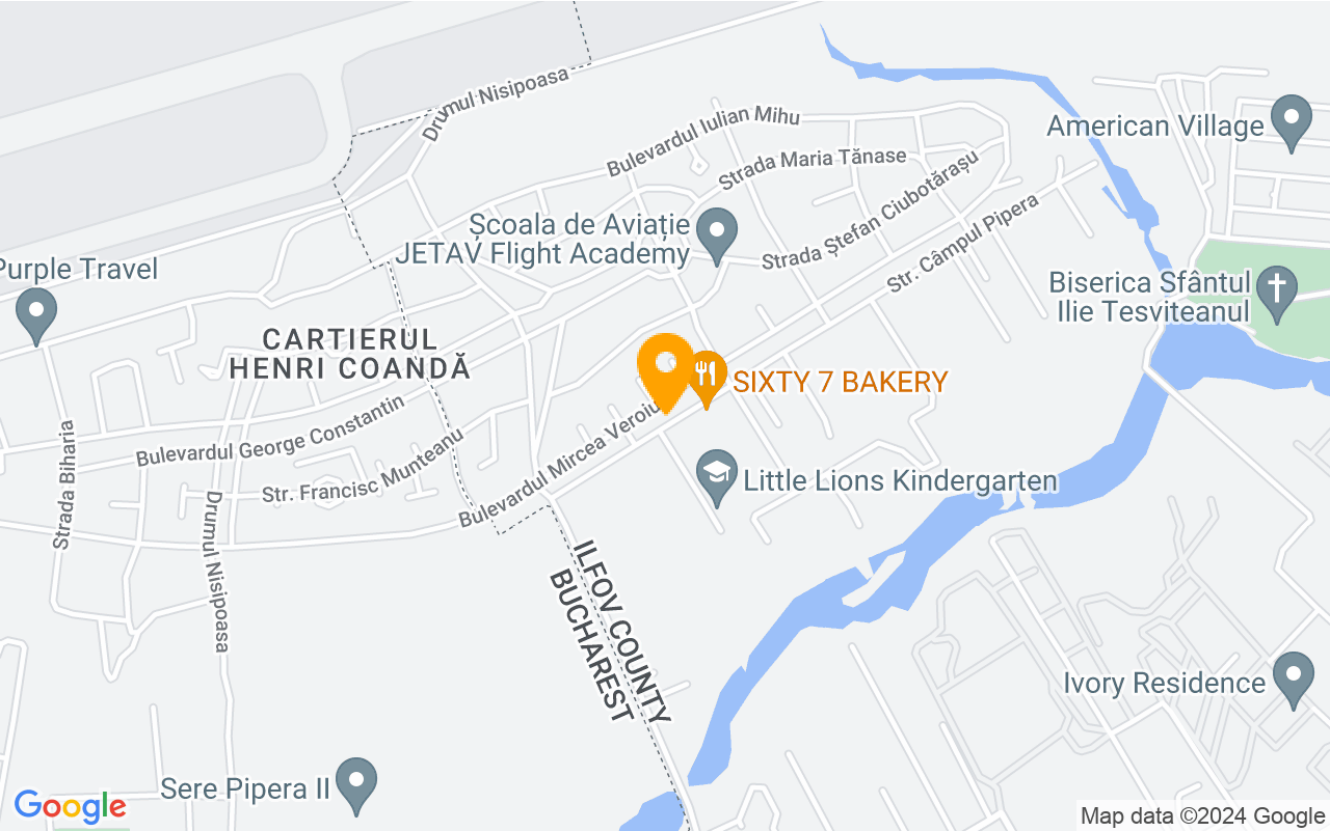 Drumul Nisipoasa
Bulevardul Iulian Mihu
American Village
Strada Maria Tănase
Strada Ștefan Ciubotărașu
Str. Câmpul Pipera
Școala de Aviație
JETAV Flight Academy
Purple Travel
Biserica Sfântul
Ilie Tesviteanul
CARTIERUL
HENRI COANDĂ
SIXTY 7 BAKERY
Bulevardul George Constantin
Bulevardul Mircea Veroiu
Str. Francisc Munteanu
Strada Biharia
Drumul Nisipoasa
Little Lions Kindergarten
ILFOV COUNTY
BUCHAREST
Ivory Residence
Sere Pipera II
Google
Map data ©2024 Google